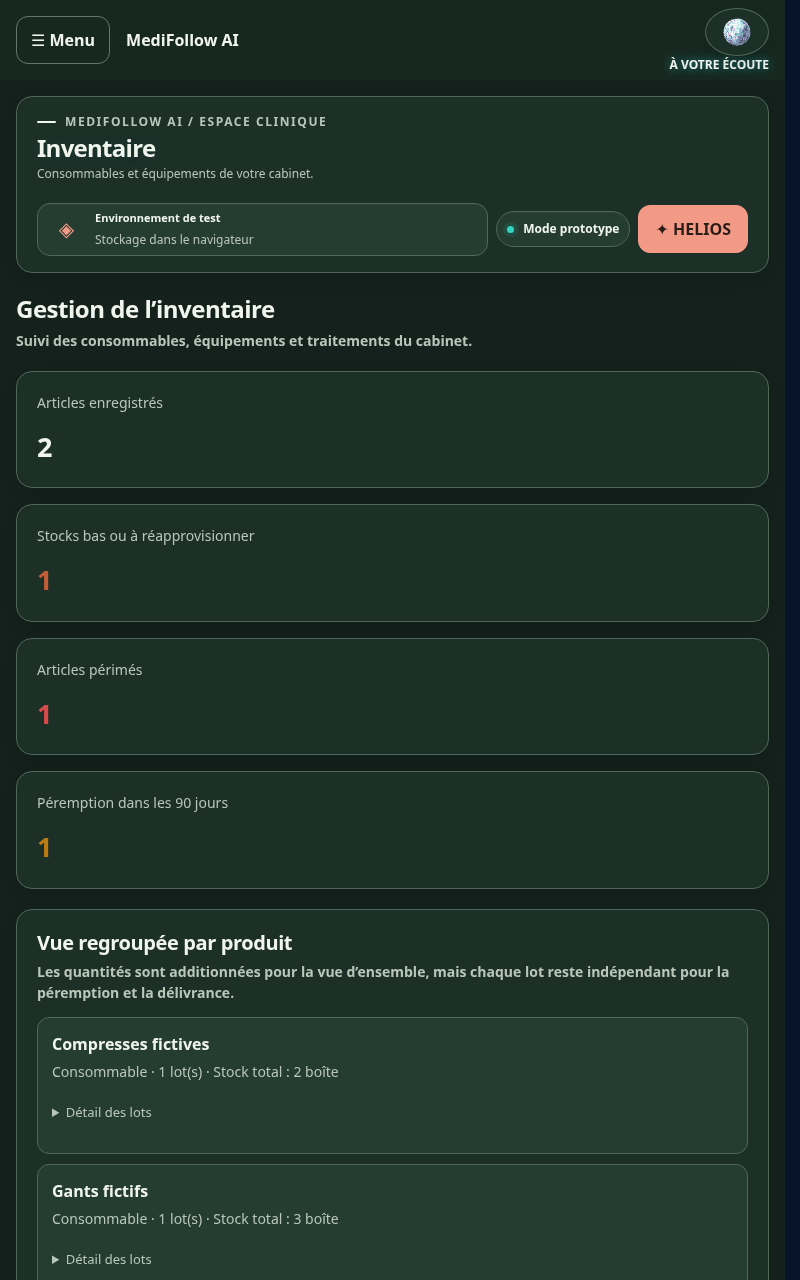 ☰ Menu
MediFollow AI
À VOTRE ÉCOUTE
MEDIFOLLOW AI / ESPACE CLINIQUE
Inventaire
Consommables et équipements de votre cabinet.
Environnement de test
Stockage dans le navigateur
Mode prototype
✦ HELIOS
Gestion de l’inventaire
Suivi des consommables, équipements et traitements du cabinet.
Articles enregistrés
2
Stocks bas ou à réapprovisionner
1
Articles périmés
1
Péremption dans les 90 jours
1
Vue regroupée par produit
Les quantités sont additionnées pour la vue d’ensemble, mais chaque lot reste indépendant pour la
péremption et la délivrance.
Compresses fictives
Consommable · 1 lot(s) · Stock total : 2 boîte
▶ Détail des lots
Gants fictifs
Consommable · 1 lot(s) · Stock total : 3 boîte
▶ Détail des lots